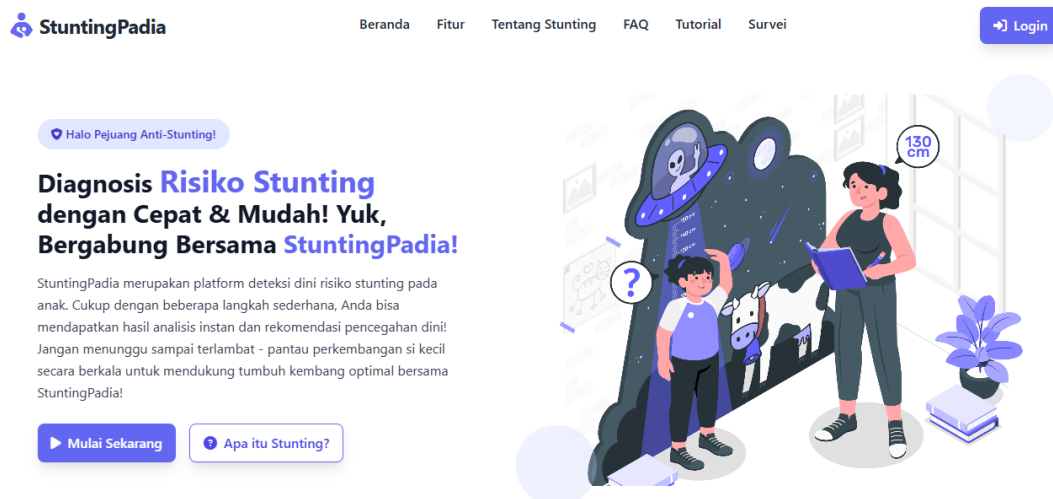 StuntingPadia
Beranda
Fitur
Tentang Stunting
FAQ
Tutorial
Survei
Login
Halo Pejuang Anti-Stunting!
Diagnosis Risiko Stunting
dengan Cepat & Mudah! Yuk,
Bergabung Bersama StuntingPadia!
StuntingPadia merupakan platform deteksi dini risiko stunting pada
anak. Cukup dengan beberapa langkah sederhana, Anda bisa
mendapatkan hasil analisis instan dan rekomendasi pencegahan dini!
Jangan menunggu sampai terlambat - pantau perkembangan si kecil
secara berkala untuk mendukung tumbuh kembang optimal bersama
StuntingPadia!
Mulai Sekarang
? Apa itu Stunting?
130
cm
?